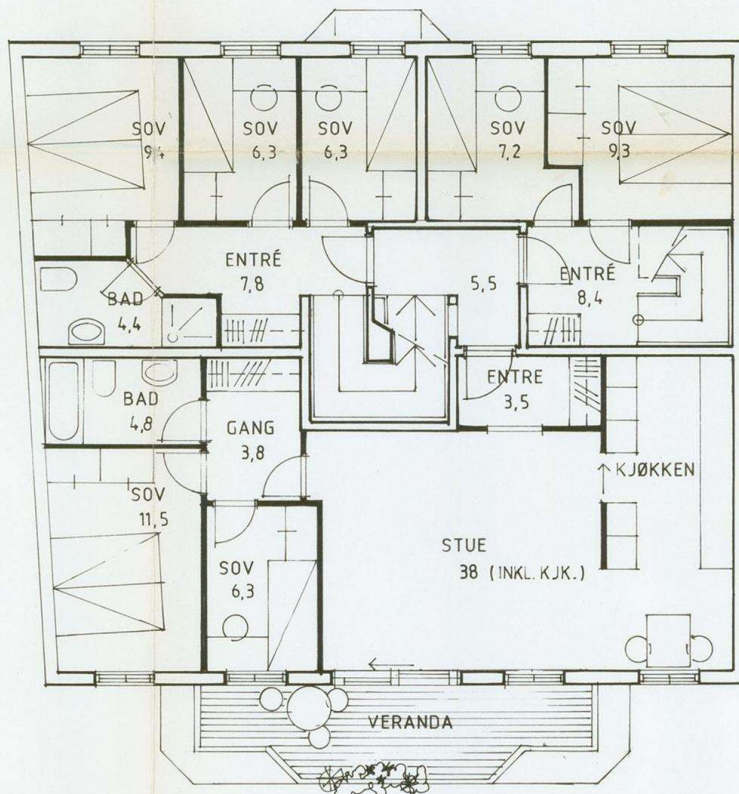 SOV
9,4
SOV
6,3
SOV
6,3
SOV
7,2
SOV
9,3
ENTRÉ
7,8
5,5
ENTRÉ
8,4
BAD
4,4
BAD
4,8
GANG
3,8
ENTRE
3,5
KJØKKEN
SOV
11,5
STUE
38 (INKL. KJK.)
SOV
6,3
VERANDA